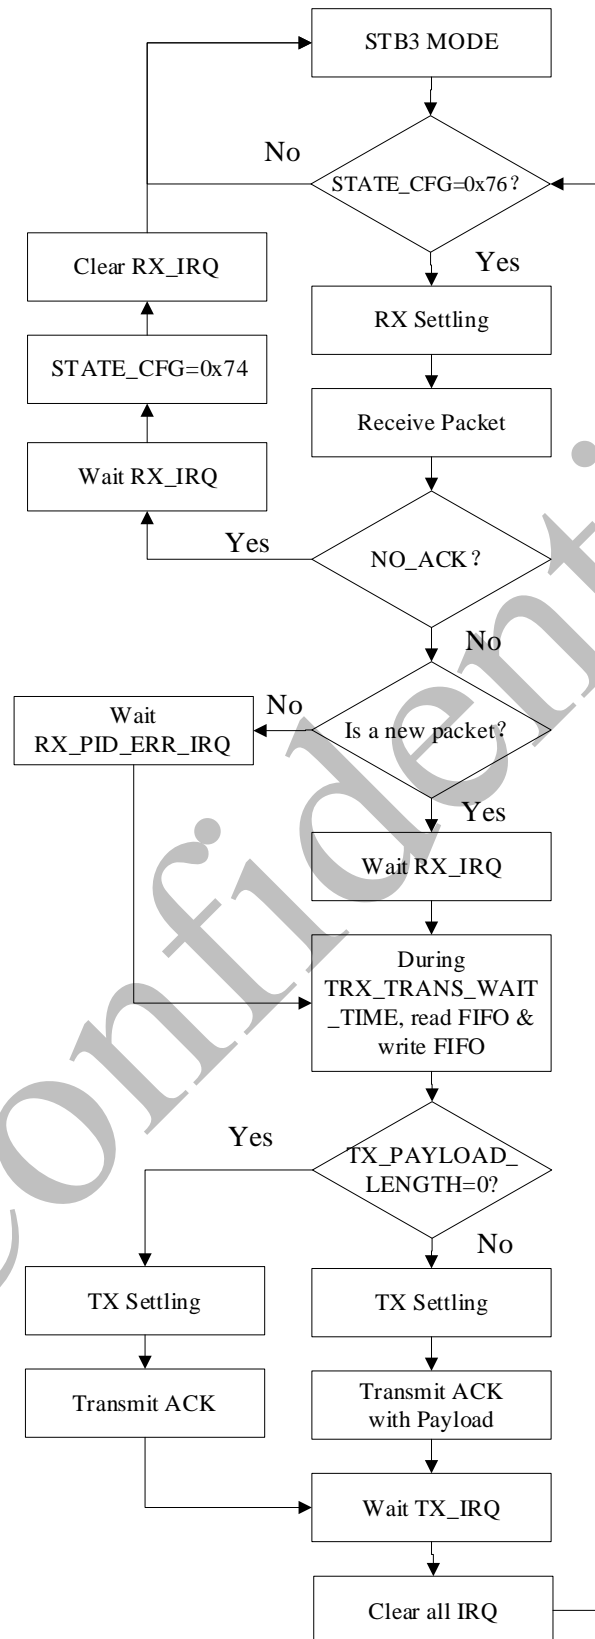 STB3 MODE
No
STATE_CFG=0x76?
Yes
Clear RX_IRQ
RX Settling
STATE_CFG=0x74
Receive Packet
Wait RX_IRQ
Yes
NO_ACK?
No
Wait
RX_PID_ERR_IRQ
No
Is a new packet?
Yes
Wait RX_IRQ
During
TRX_TRANS_WAIT
_TIME, read FIFO &
write FIFO
Yes
TX_PAYLOAD_
LENGTH=0?
No
TX Settling
TX Settling
Transmit ACK
Transmit ACK
with Payload
Wait TX_IRQ
Clear all IRQ
onfidenti